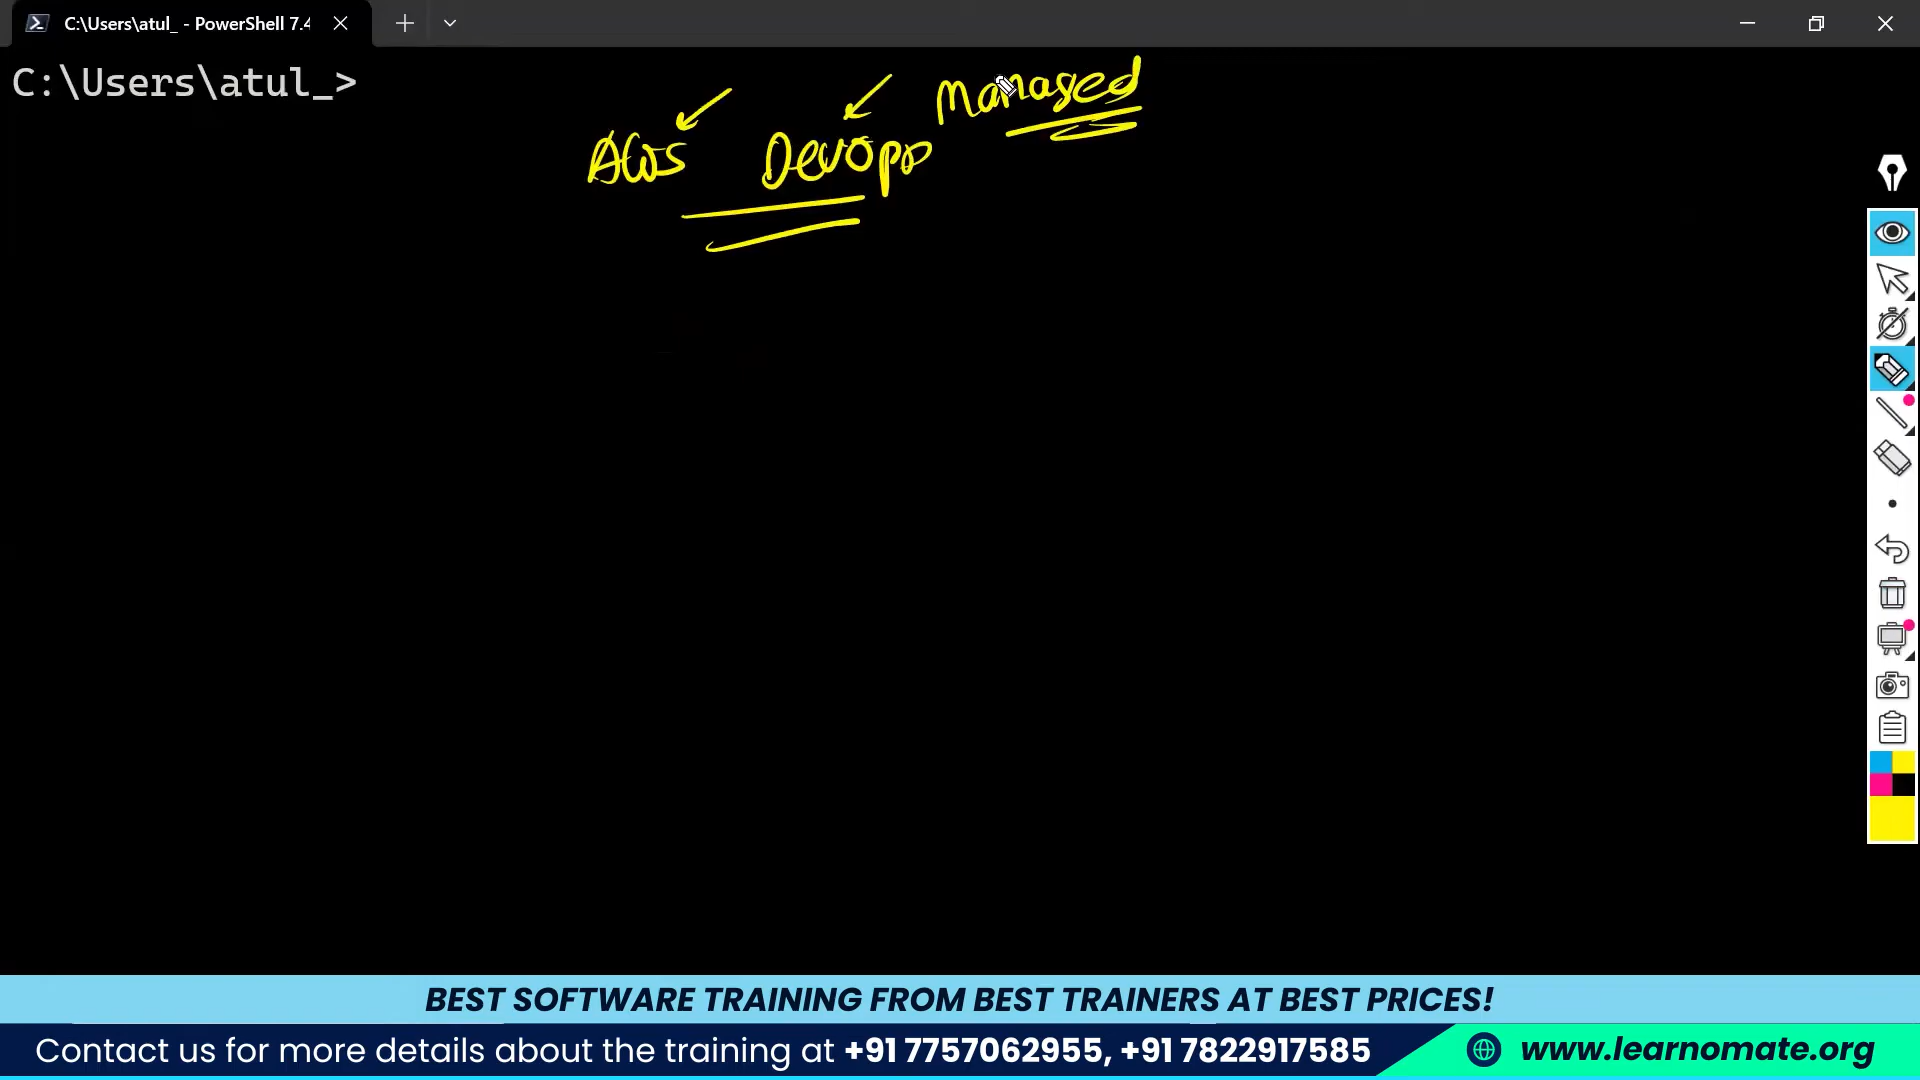 C:\Users\atul_ - PowerShell 7.4
C:\Users\atul_>
Managed
AWS Devops
BEST SOFTWARE TRAINING FROM BEST TRAINERS AT BEST PRICES!
Contact us for more details about the training at +91 7757062955, +91 7822917585
www.learnomate.org